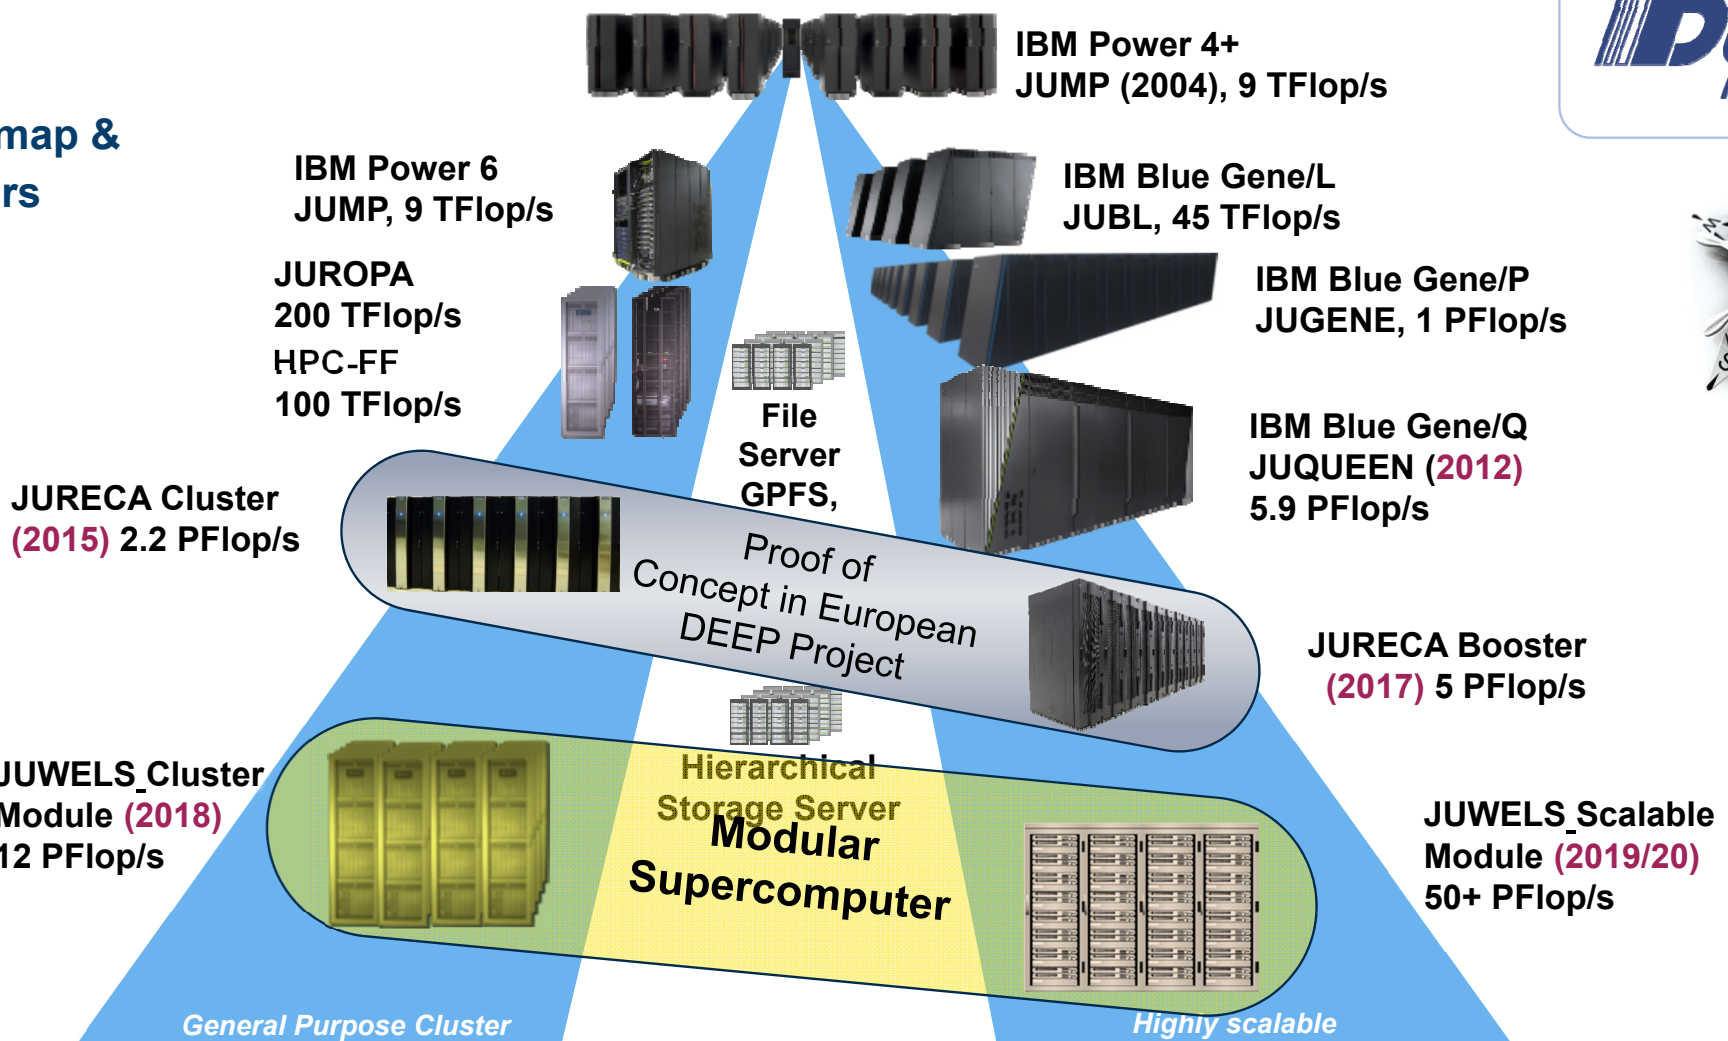 IBM Power 4+
JUMP (2004), 9 TFlop/s
map &
rs
IBM Power 6
JUMP, 9 TFlop/s
IBM Blue Gene/L
JUBL, 45 TFlop/s
JUROPA
200 TFlop/s
HPC-FF
100 TFlop/s
IBM Blue Gene/P
JUGENE, 1 PFlop/s
File
Server
GPFS,
IBM Blue Gene/Q
JUQUEEN (2012)
5.9 PFlop/s
JURECA Cluster
(2015) 2.2 PFlop/s
Proof of
Concept in European
DEEP Project
JURECA Booster
(2017) 5 PFlop/s
Hierarchical
Storage Server
JUWELS Cluster
Module (2018)
12 PFlop/s
Modular
Supercomputer
JUWELS Scalable
Module (2019/20)
50+ PFlop/s
General Purpose Cluster
Highly scalable